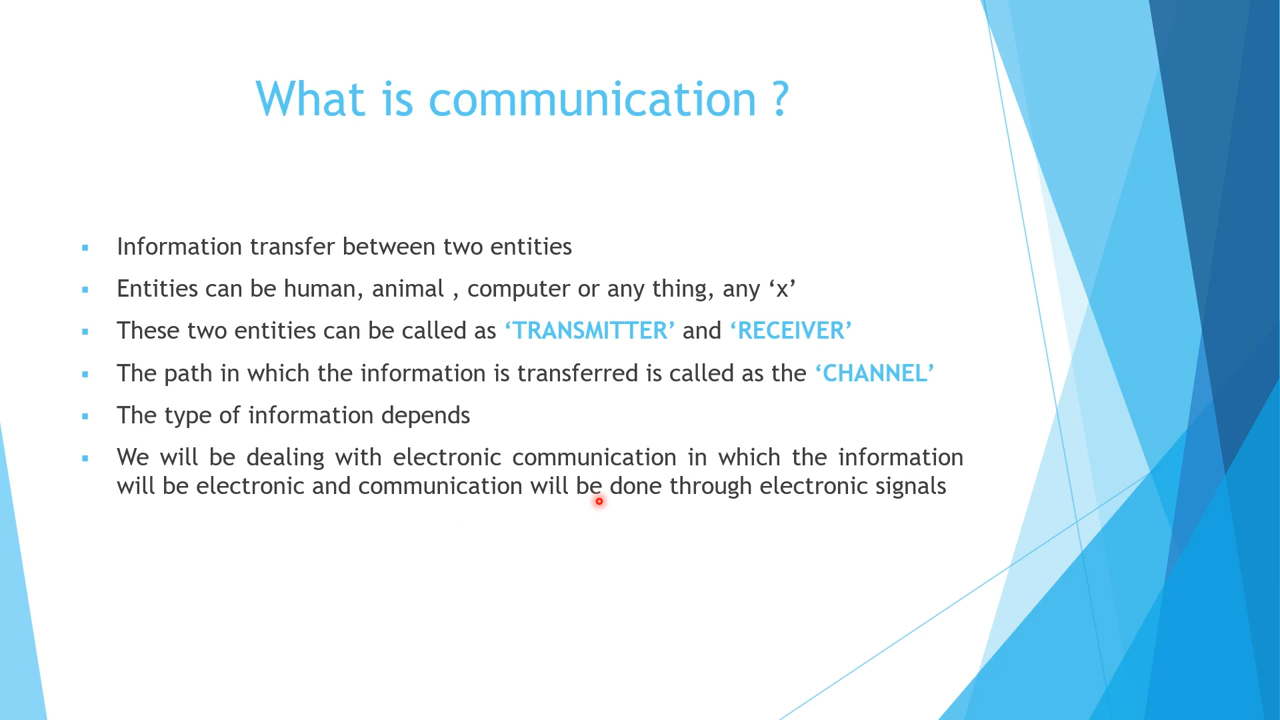 What is communication ?
▪ Information transfer between two entities
▪ Entities can be human, animal , computer or any thing, any ‘x’
▪ These two entities can be called as ‘TRANSMITTER’ and ‘RECEIVER’
▪ The path in which the information is transferred is called as the ‘CHANNEL’
▪ The type of information depends
▪ We will be dealing with electronic communication in which the information
will be electronic and communication will be done through electronic signals